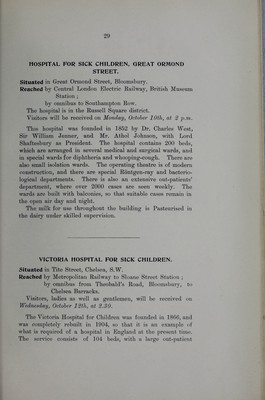 29
HOSPITAL FOR SICK CHILDREN, GREAT ORMOND
STREET.
Situated in Great Ormond Street, Bloomsbury.
Reached by Central London Electric Railway, British Museum
Station;
by omnibus to Southampton Row.
The hospital is in the Russell Square district.
Visitors will be received on Monday, October 10th, at 2 p.m.
This hospital was founded in 1852 by Dr. Charles West,
Sir William Jenner, and Mr. Athol Johnson, with Lord
Shaftesbury as President. The hospital contains 200 beds,
which are arranged in several medical and surgical wards, and
in special wards for diphtheria and whooping-cough. There are
also small isolation wards. The operating theatre is of modern
construction, and there are special Röntgen-ray and bacterio-
logical departments. There is also an extensive out-patients'
department, where over 2000 cases are seen weekly. The
wards are built with balconies, so that suitable cases remain in
the open air day and night.
The milk for use throughout the building is Pasteurised in
the dairy under skilled supervision.
VICTORIA HOSPITAL FOR SICK CHILDREN.
Situated in Tite Street, Chelsea, S.W.
Reached by Metropolitan Railway to Sloane Street Station;
by omnibus from Theobald's Road, Bloomsbury, to
Chelsea Barracks.
Visitors, ladies as well as gentlemen, will be received on
Wednesday, October 12th, at 2.30.
The Victoria Hospital for Children was founded in 1866, and
was completely rebuilt in 1904, so that it is an example of
what is required of a hospital in England at the present time.
The service consists of 104 beds, with a large out-patient